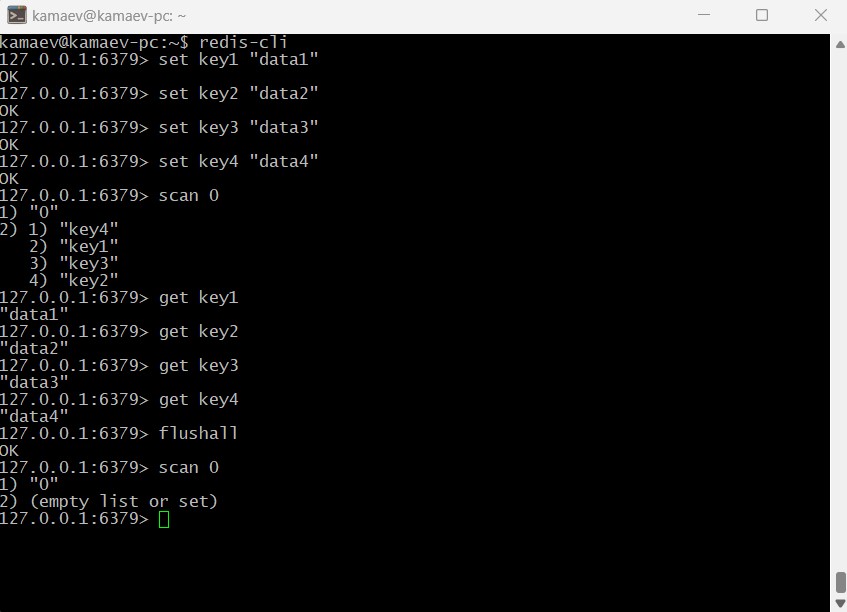 kamaev@kamaev-pc: ~
kamaev@kamaev-pc:~$ redis-cli
127.0.0.1:6379> set key1 "data1"
OK
127.0.0.1:6379> set key2 "data2"
OK
127.0.0.1:6379> set key3 "data3"
OK
127.0.0.1:6379> set key4 "data4"
OK
127.0.0.1:6379> scan 0
1) "0"
2) 1) "key4"
   2) "key1"
   3) "key3"
   4) "key2"
127.0.0.1:6379> get key1
"data1"
127.0.0.1:6379> get key2
"data2"
127.0.0.1:6379> get key3
"data3"
127.0.0.1:6379> get key4
"data4"
127.0.0.1:6379> flushall
OK
127.0.0.1:6379> scan 0
1) "0"
2) (empty list or set)
127.0.0.1:6379>